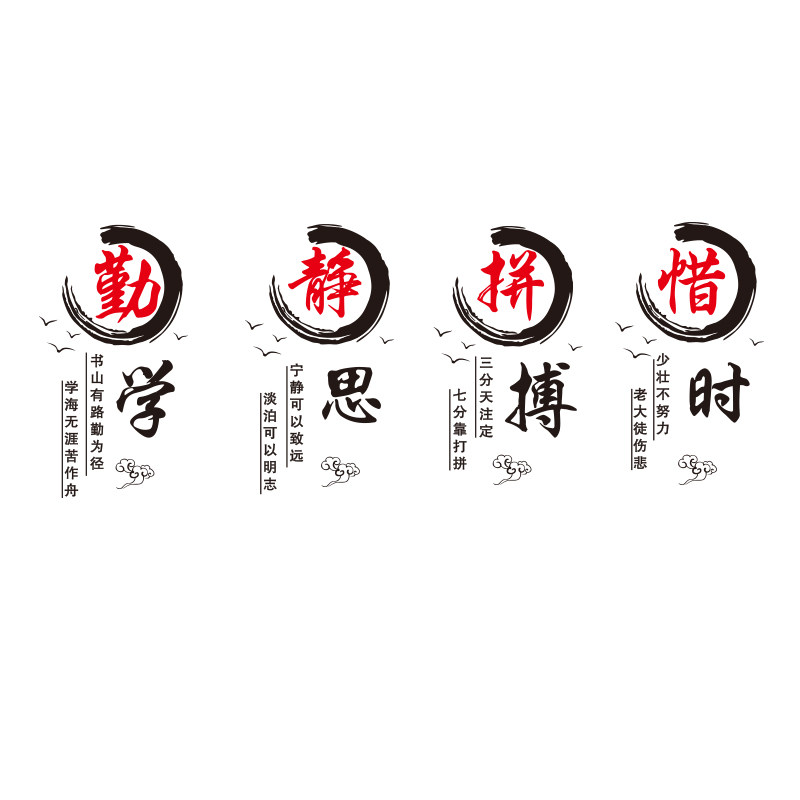 勤学
书山有路勤为径
学海无涯苦作舟
静思
宁静可以致远
淡泊可以明志
拼搏
三分天注定
七分靠打拼
惜时
少壮不努力
老大徒伤悲